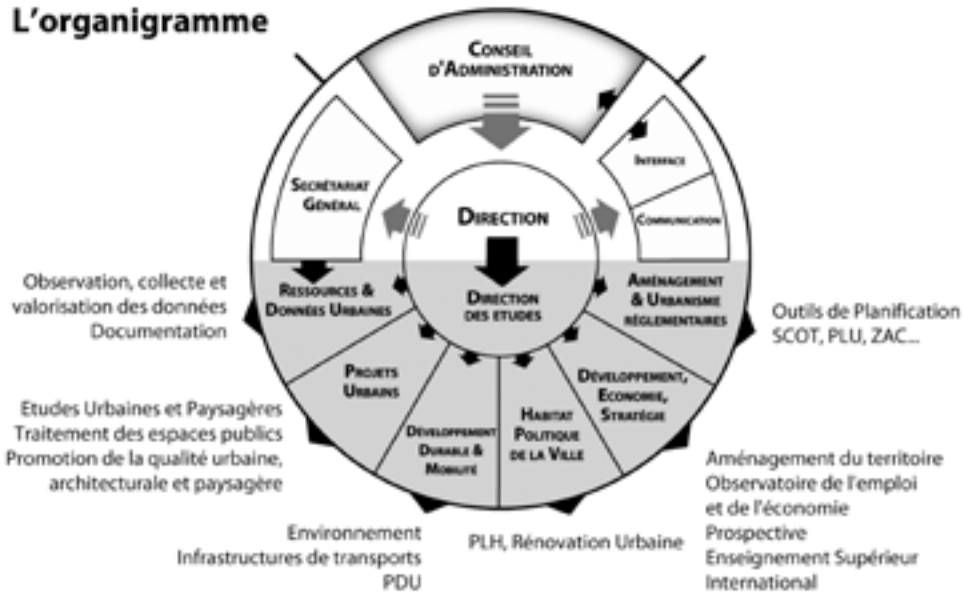 L'organigramme
CONSEIL
D'ADMINISTRATION
SECRÉTARIAT
GÉNÉRAL
INTERFACE
COMMUNICATION
DIRECTION
DIRECTION
DES ETUDES
RESSOURCES &
DONNÉES URBAINES
AMÉNAGEMENT
& URBANISME
RÉGLEMENTAIRES
PROJETS
URBAINS
DÉVELOPPEMENT
DURABLE &
MOBILITÉ
HABITAT
POLITIQUE
DE LA VILLE
DÉVELOPPEMENT,
ECONOMIE,
STRATÉGIE
Observation, collecte et
valorisation des données
Documentation
Outils de Planification
SCOT, PLU, ZAC...
Etudes Urbaines et Paysagères
Traitement des espaces publics
Promotion de la qualité urbaine,
architecturale et paysagère
Environnement
Infrastructures de transports
PDU
PLH, Rénovation Urbaine
Aménagement du territoire
Observatoire de l'emploi
et de l'économie
Prospective
Enseignement Supérieur
International